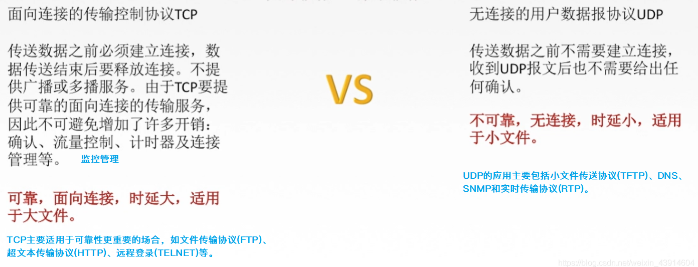 面向连接的传输控制协议TCP
传送数据之前必须建立连接，数
据传送结束后要释放连接。不提
供广播或多播服务。由于TCP要提
供可靠的面向连接的传输服务，
因此不可避免增加了许多开销：
确认、流量控制、计时器及连接
管理等。 监控管理
可靠，面向连接，时延大，适用
于大文件。
TCP主要适用于可靠性更重要的场合，如文件传输协议(FTP)、
超文本传输协议(HTTP)、远程登录(TELNET)等。
VS
无连接的用户数据报协议UDP
传送数据之前不需要建立连接，
收到UDP报文后也不需要给出任
何确认。
不可靠，无连接，时延小，适用
于小文件。
UDP的应用主要包括小文件传送协议(TFTP)、DNS、
SNMP和实时传输协议(RTP)。